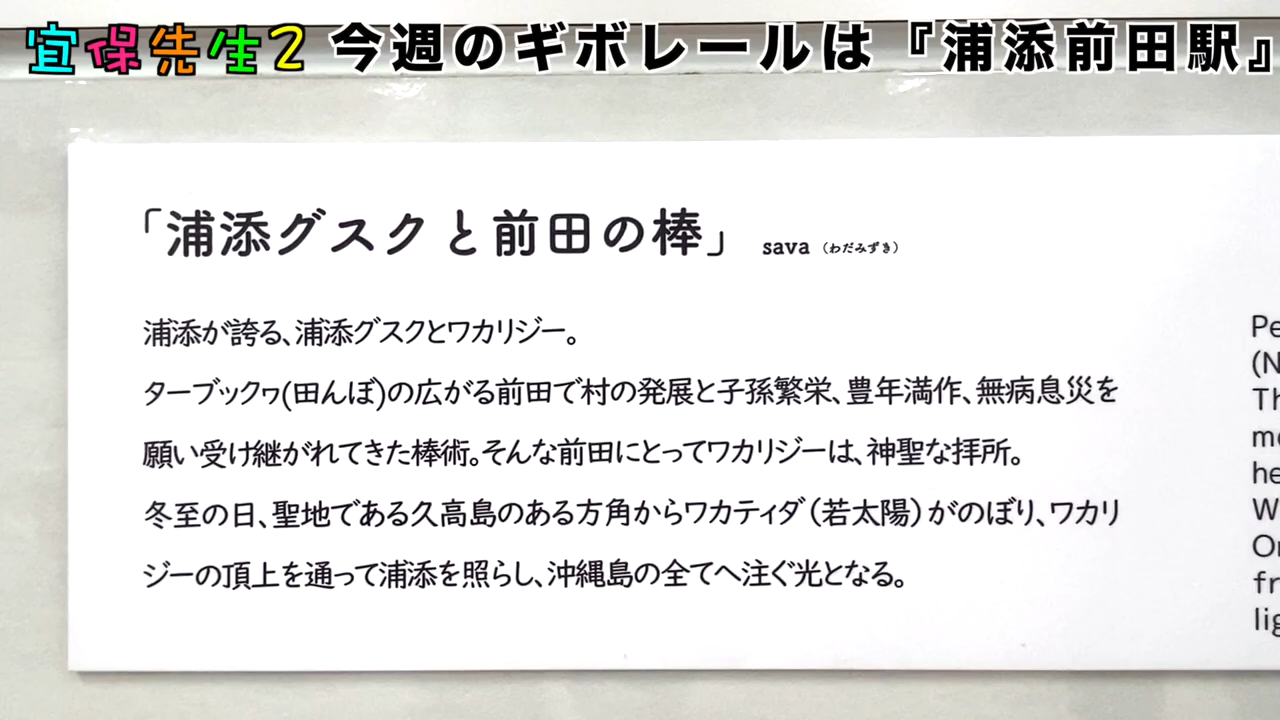 宜保先生2 今週のギボレールは『浦添前田駅』
「浦添グスクと前田の棒」 sava (わだみずき)
浦添が誇る、浦添グスクとワカリジー。
ターブックヮ(田んぼ)の広がる前田で村の発展と子孫繁栄、豊年満作、無病息災を
願い受け継がれてきた棒術。そんな前田にとってワカリジーは、神聖な拝所。
冬至の日、聖地である久高島のある方角からワカティダ(若太陽)がのぼり、ワカリ
ジーの頂上を通って浦添を照らし、沖縄島の全てへ注ぐ光となる。